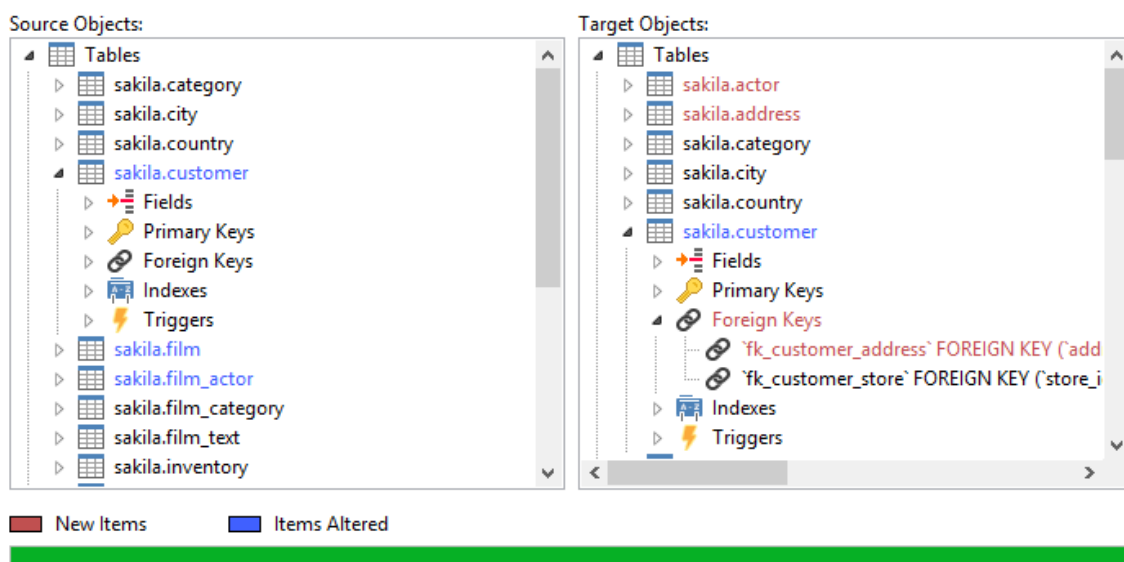 Source Objects:
Tables
sakila.category
sakila.city
sakila.country
sakila.customer
Fields
Primary Keys
Foreign Keys
Indexes
Triggers
sakila.film
sakila.film_actor
sakila.film_category
sakila.film_text
sakila.inventory
Target Objects:
Tables
sakila.actor
sakila.address
sakila.category
sakila.city
sakila.country
sakila.customer
Fields
Primary Keys
Foreign Keys
`fk_customer_address` FOREIGN KEY (`add
`fk_customer_store` FOREIGN KEY (`store_i
Indexes
Triggers
New Items
Items Altered